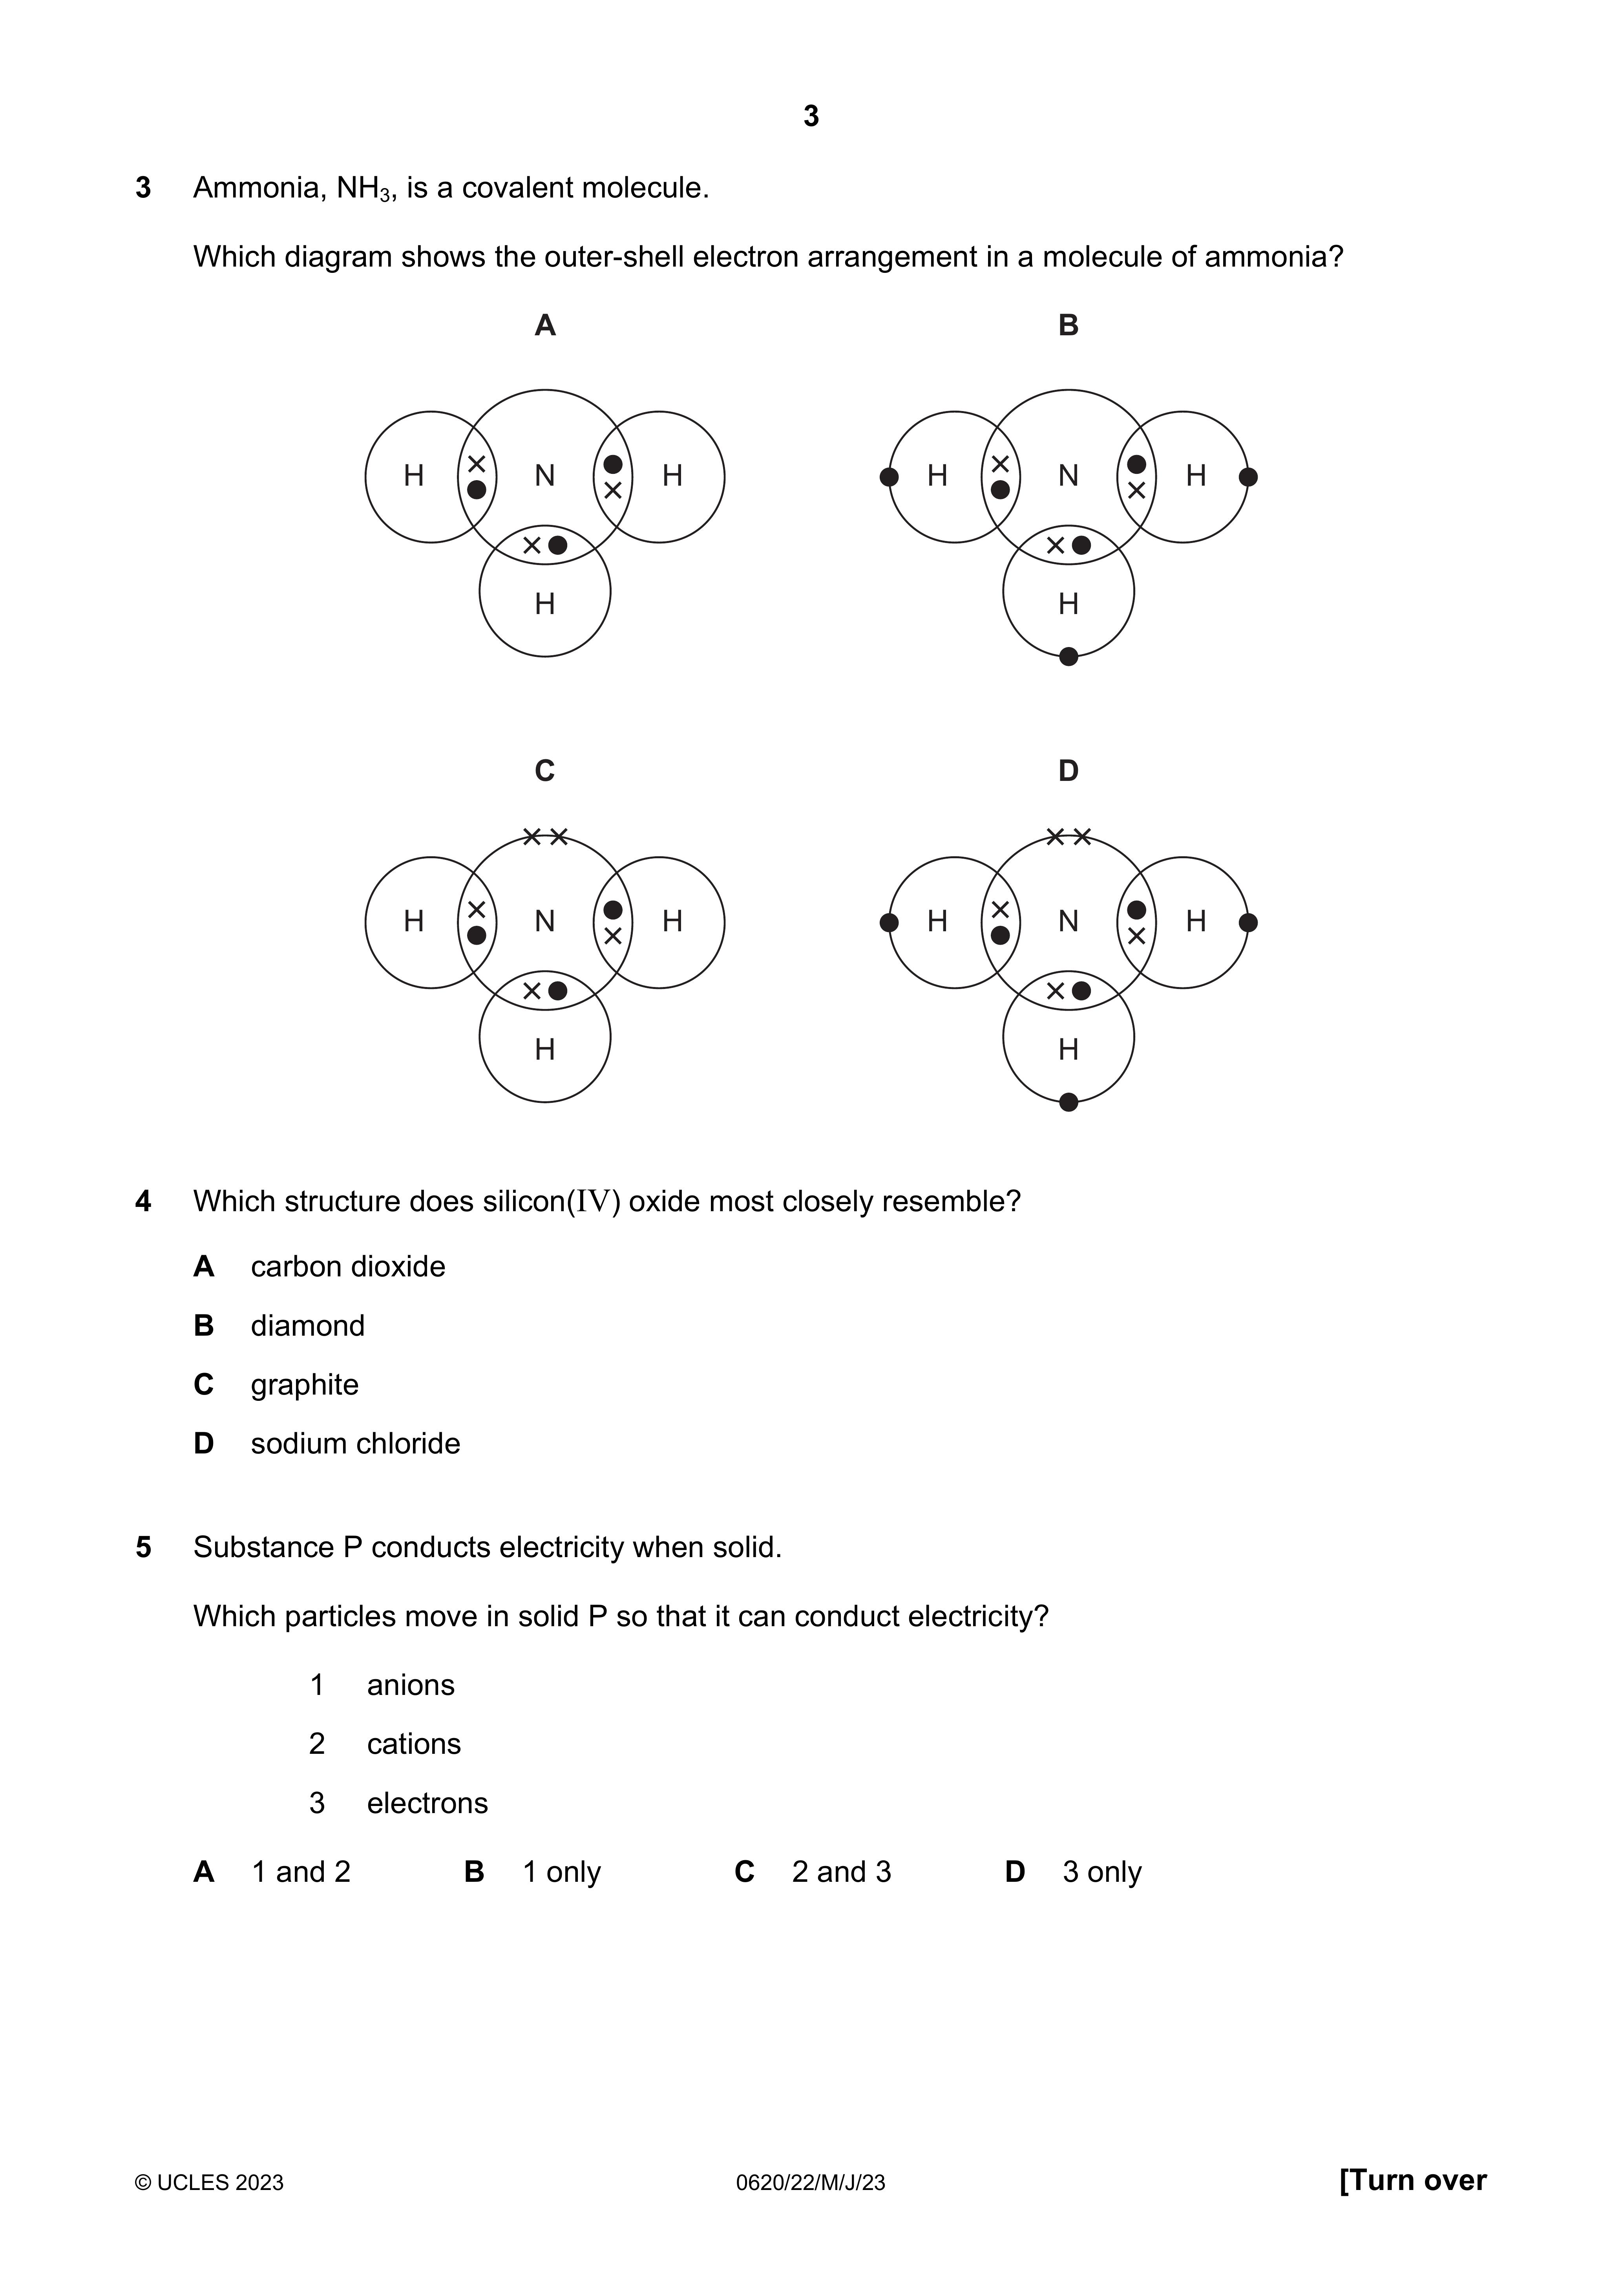 3
3 Ammonia, NH₃, is a covalent molecule.
Which diagram shows the outer-shell electron arrangement in a molecule of ammonia?
A B
H N H H N H
H H
C D
H N H H N H
H H
4 Which structure does silicon(IV) oxide most closely resemble?
A carbon dioxide
B diamond
C graphite
D sodium chloride
5 Substance P conducts electricity when solid.
Which particles move in solid P so that it can conduct electricity?
1 anions
2 cations
3 electrons
A 1 and 2 B 1 only C 2 and 3 D 3 only
© UCLES 2023 0620/22/M/J/23 [Turn over